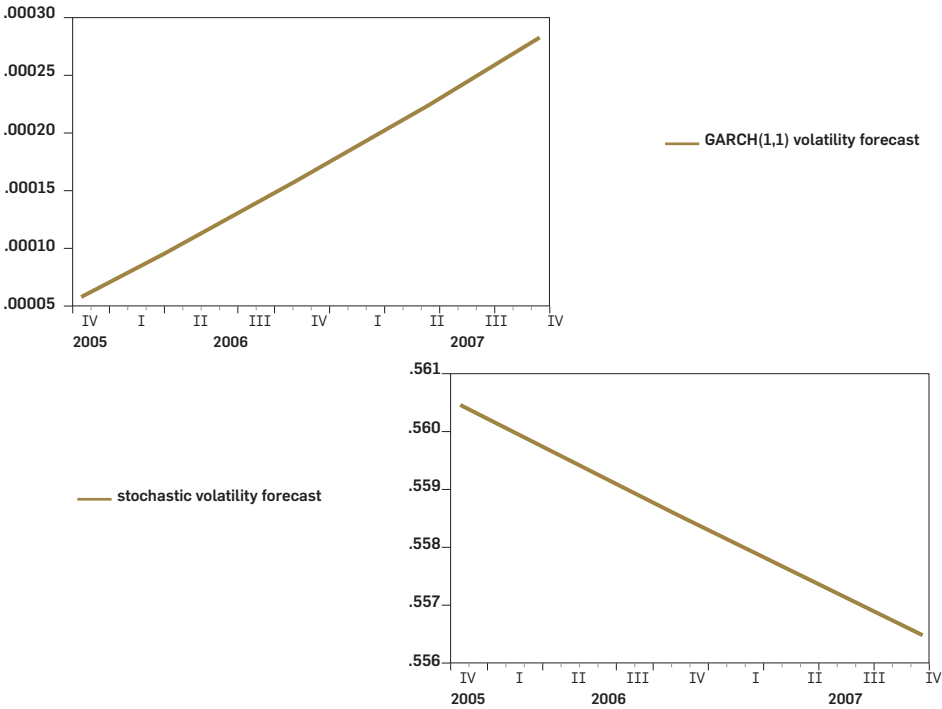 .00030
.00025
.00020
.00015
.00010
.00005
IV I II III IV I II III IV
2005 2006 2007
GARCH(1,1) volatility forecast
.561
.560
.559
.558
.557
.556
IV I II III IV I II III IV
2005 2006 2007
stochastic volatility forecast